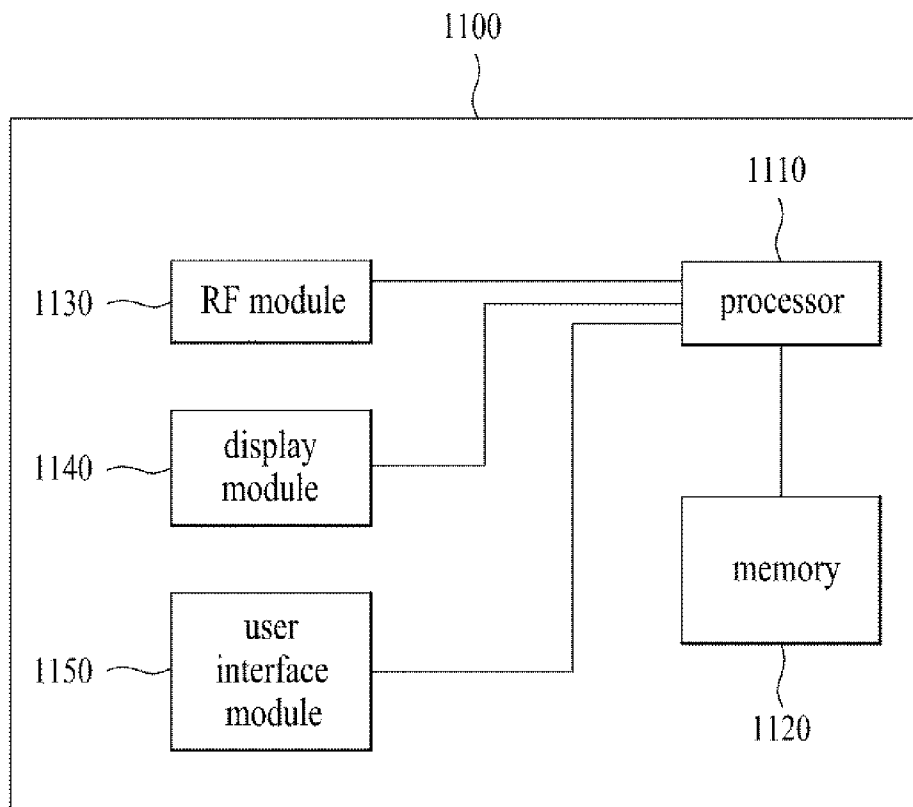 1100
1110
1130
RF module
processor
1140
display
module
memory
1150
user
interface
module
1120